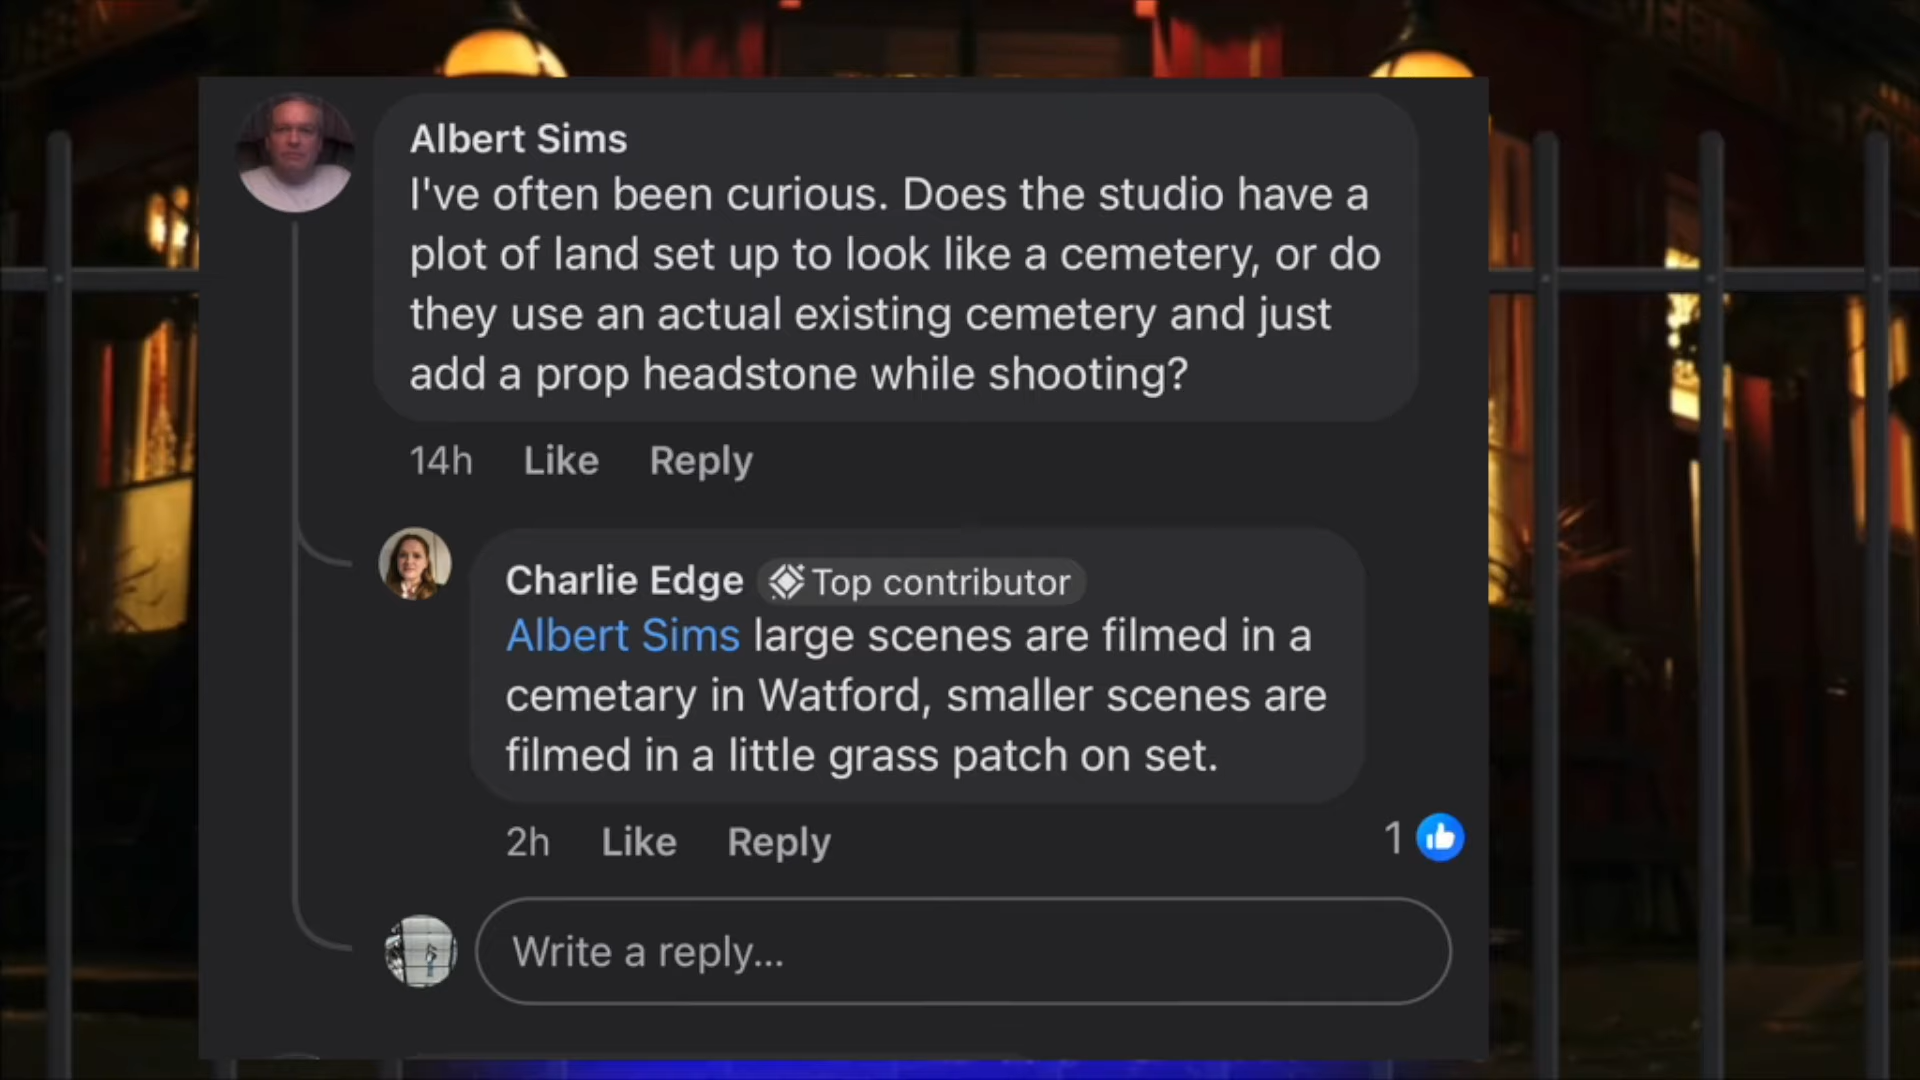 Albert Sims
I've often been curious. Does the studio have a
plot of land set up to look like a cemetery, or do
they use an actual existing cemetery and just
add a prop headstone while shooting?
14h Like Reply
Charlie Edge Top contributor
Albert Sims large scenes are filmed in a
cemetary in Watford, smaller scenes are
filmed in a little grass patch on set.
2h Like Reply 1
Write a reply...